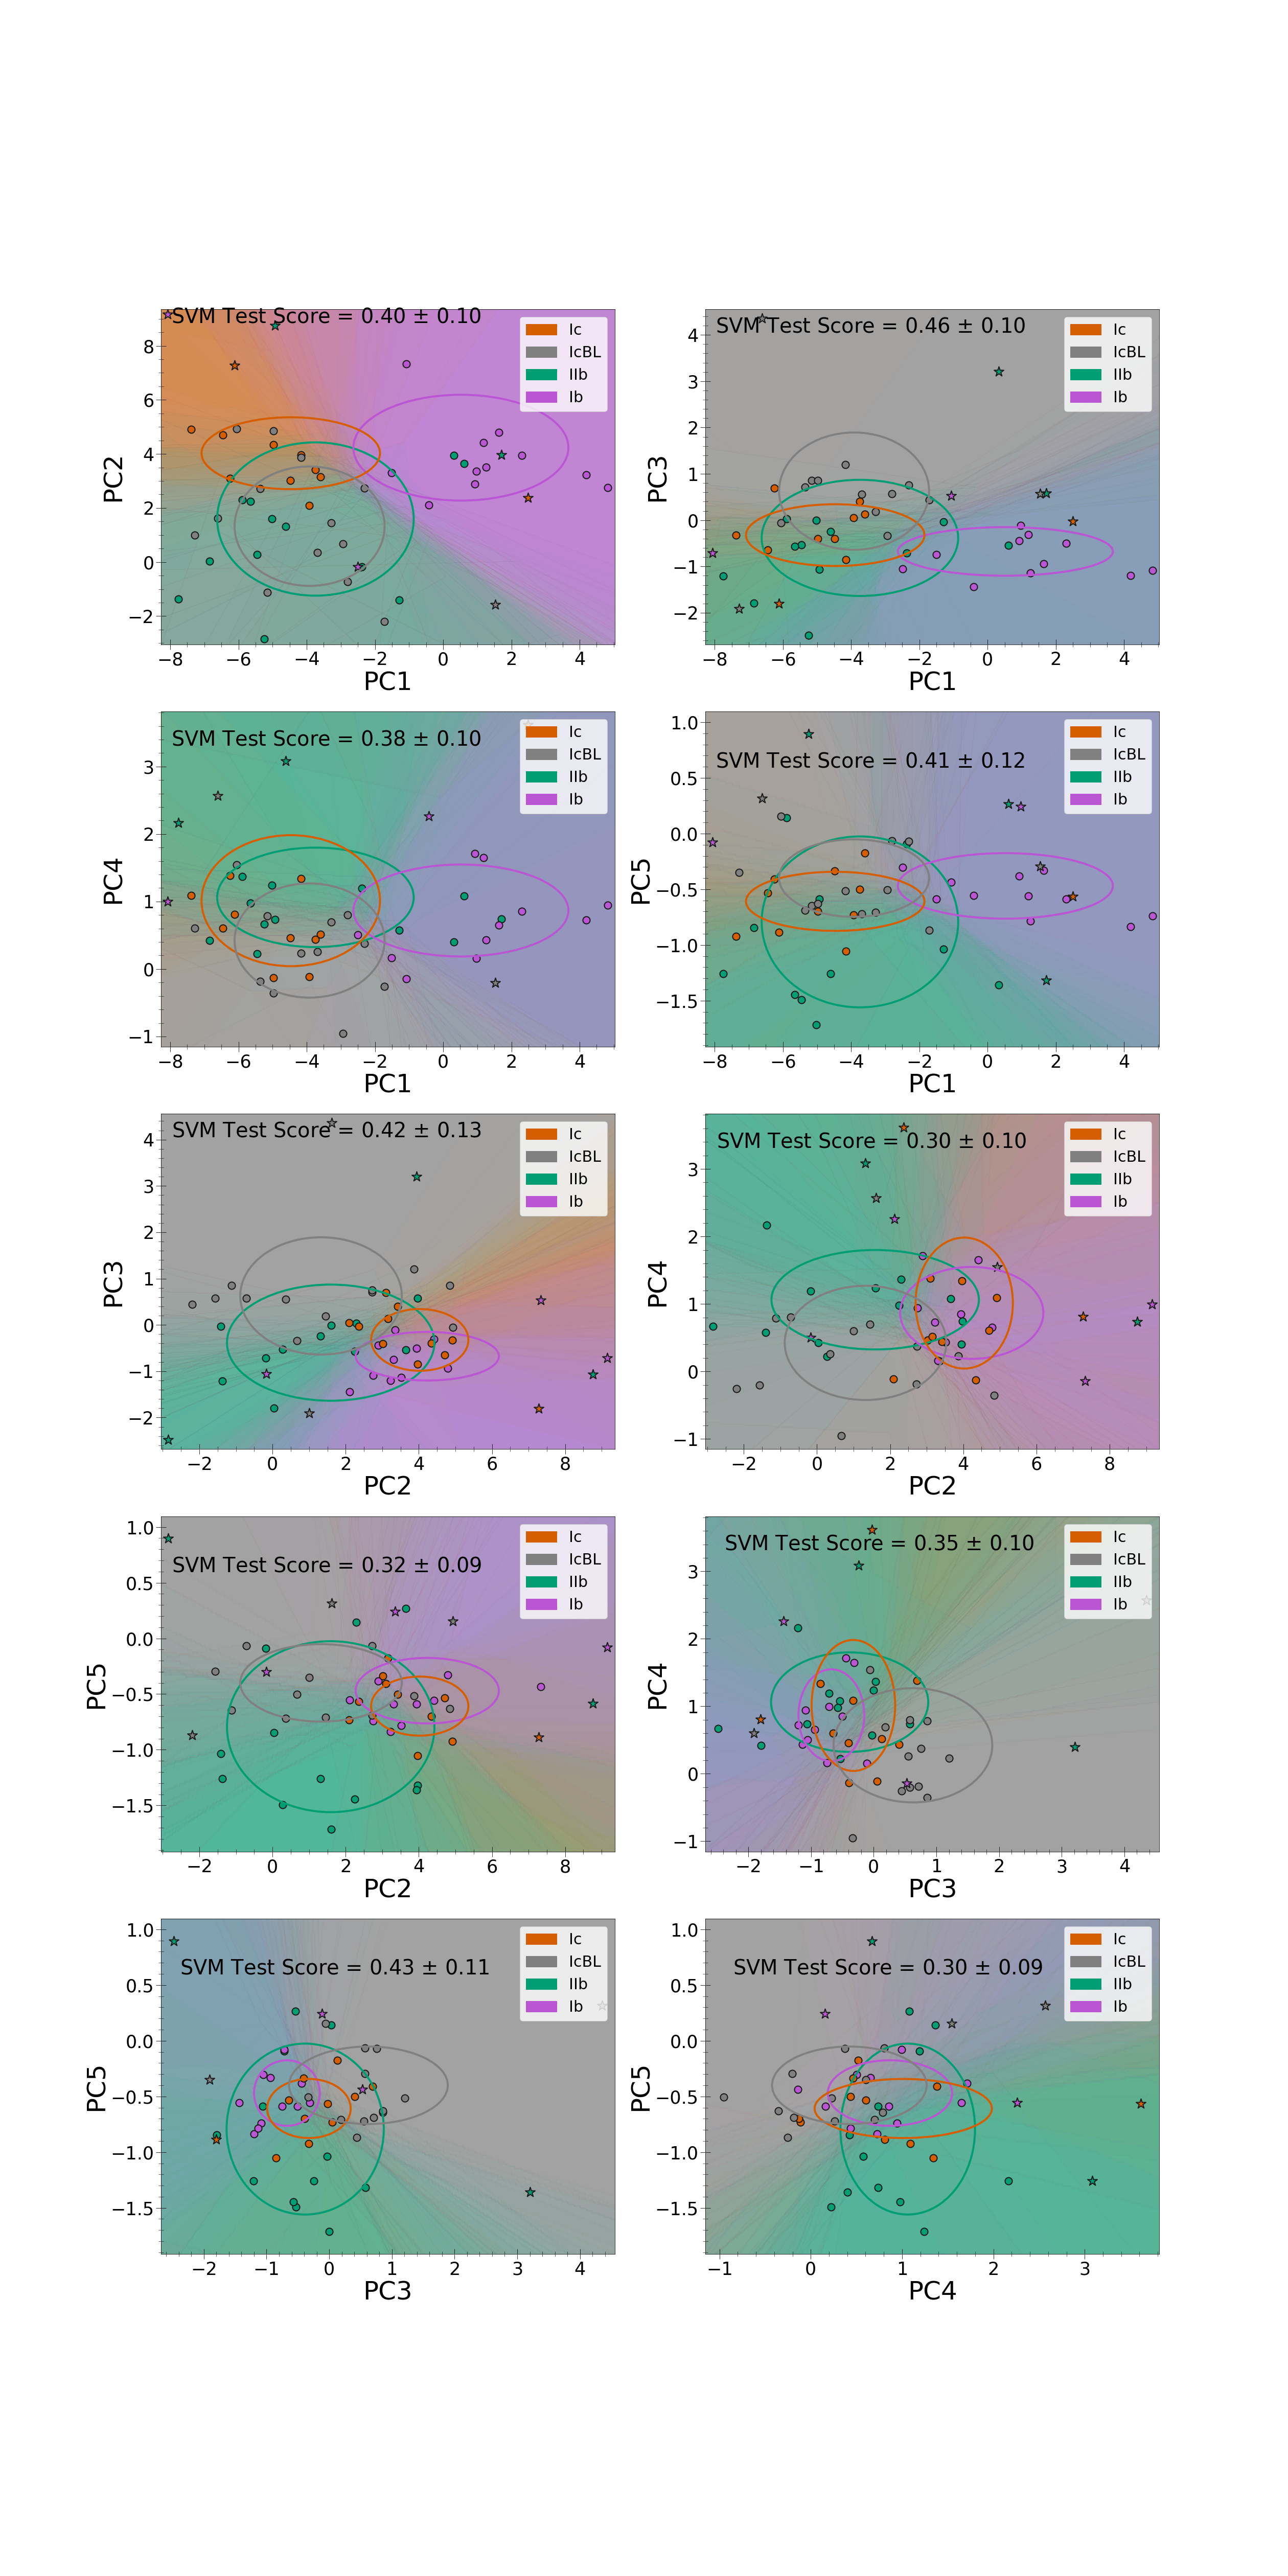 SVM Test Score = 0.40 ± 0.10
Ic
IcBL
IIb
Ib
8
6
4
2
0
−2
PC2
−8 −6 −4 −2 0 2 4
PC1
SVM Test Score = 0.46 ± 0.10
Ic
IcBL
IIb
Ib
4
3
2
1
0
−1
−2
PC3
−8 −6 −4 −2 0 2 4
PC1
SVM Test Score = 0.38 ± 0.10
Ic
IcBL
IIb
Ib
3
2
1
0
−1
PC4
−8 −6 −4 −2 0 2 4
PC1
SVM Test Score = 0.41 ± 0.12
Ic
IcBL
IIb
Ib
1.0
0.5
0.0
−0.5
−1.0
−1.5
PC5
−8 −6 −4 −2 0 2 4
PC1
SVM Test Score = 0.42 ± 0.13
Ic
IcBL
IIb
Ib
4
3
2
1
0
−1
−2
PC3
−2 0 2 4 6 8
PC2
SVM Test Score = 0.30 ± 0.10
Ic
IcBL
IIb
Ib
3
2
1
0
−1
PC4
−2 0 2 4 6 8
PC2
SVM Test Score = 0.32 ± 0.09
Ic
IcBL
IIb
Ib
1.0
0.5
0.0
−0.5
−1.0
−1.5
PC5
−2 0 2 4 6 8
PC2
SVM Test Score = 0.35 ± 0.10
Ic
IcBL
IIb
Ib
3
2
1
0
−1
PC4
−2 −1 0 1 2 3 4
PC3
SVM Test Score = 0.43 ± 0.11
Ic
IcBL
IIb
Ib
1.0
0.5
0.0
−0.5
−1.0
−1.5
PC5
−2 −1 0 1 2 3 4
PC3
SVM Test Score = 0.30 ± 0.09
Ic
IcBL
IIb
Ib
1.0
0.5
0.0
−0.5
−1.0
−1.5
PC5
−1 0 1 2 3
PC4